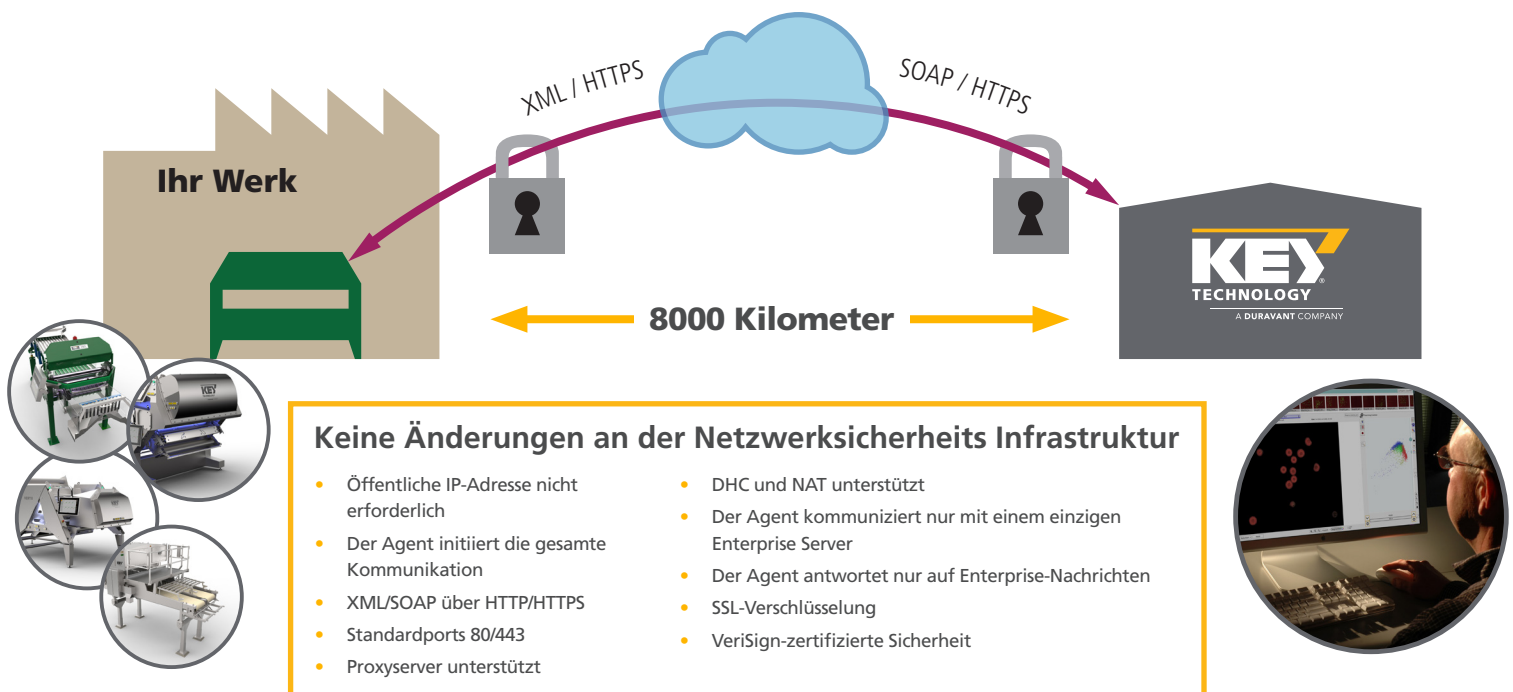 XML / HTTPS
SOAP / HTTPS
Ihr Werk
KEY
TECHNOLOGY
A DURAVANT COMPANY
8000 Kilometer
KEY
KEY
Keine Änderungen an der Netzwerksicherheits Infrastruktur
• Öffentliche IP-Adresse nicht
erforderlich
• Der Agent initiiert die gesamte
Kommunikation
• XML/SOAP über HTTP/HTTPS
• Standardports 80/443
• Proxyserver unterstützt
• DHC und NAT unterstützt
• Der Agent kommuniziert nur mit einem einzigen
Enterprise Server
• Der Agent antwortet nur auf Enterprise-Nachrichten
• SSL-Verschlüsselung
• VeriSign-zertifizierte Sicherheit